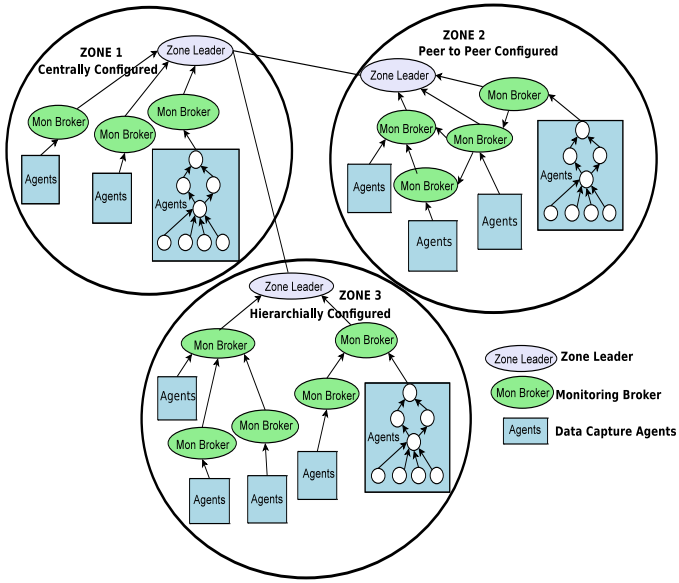 ZONE 1
Centrally Configured
Zone Leader
Mon Broker
Mon Broker
Mon Broker
Agents
Agents
Agents
ZONE 2
Peer to Peer Configured
Zone Leader
Mon Broker
Mon Broker
Mon Broker
Mon Broker
Agents
Agents
Agents
Agents
Zone Leader
ZONE 3
Hierarchially Configured
Mon Broker
Mon Broker
Agents
Mon Broker
Mon Broker
Mon Broker
Agents
Agents
Agents
Agents
Zone Leader Zone Leader
Mon Broker Monitoring Broker
Agents Data Capture Agents